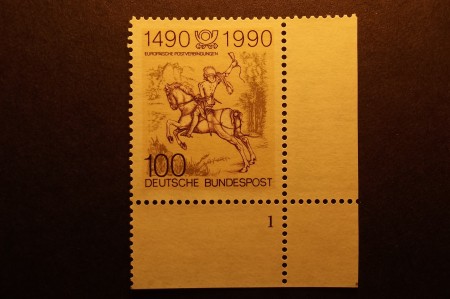 1490 1990
EUROPÄISCHE POSTVERBINDUNGEN
100
DEUTSCHE BUNDESPOST
1